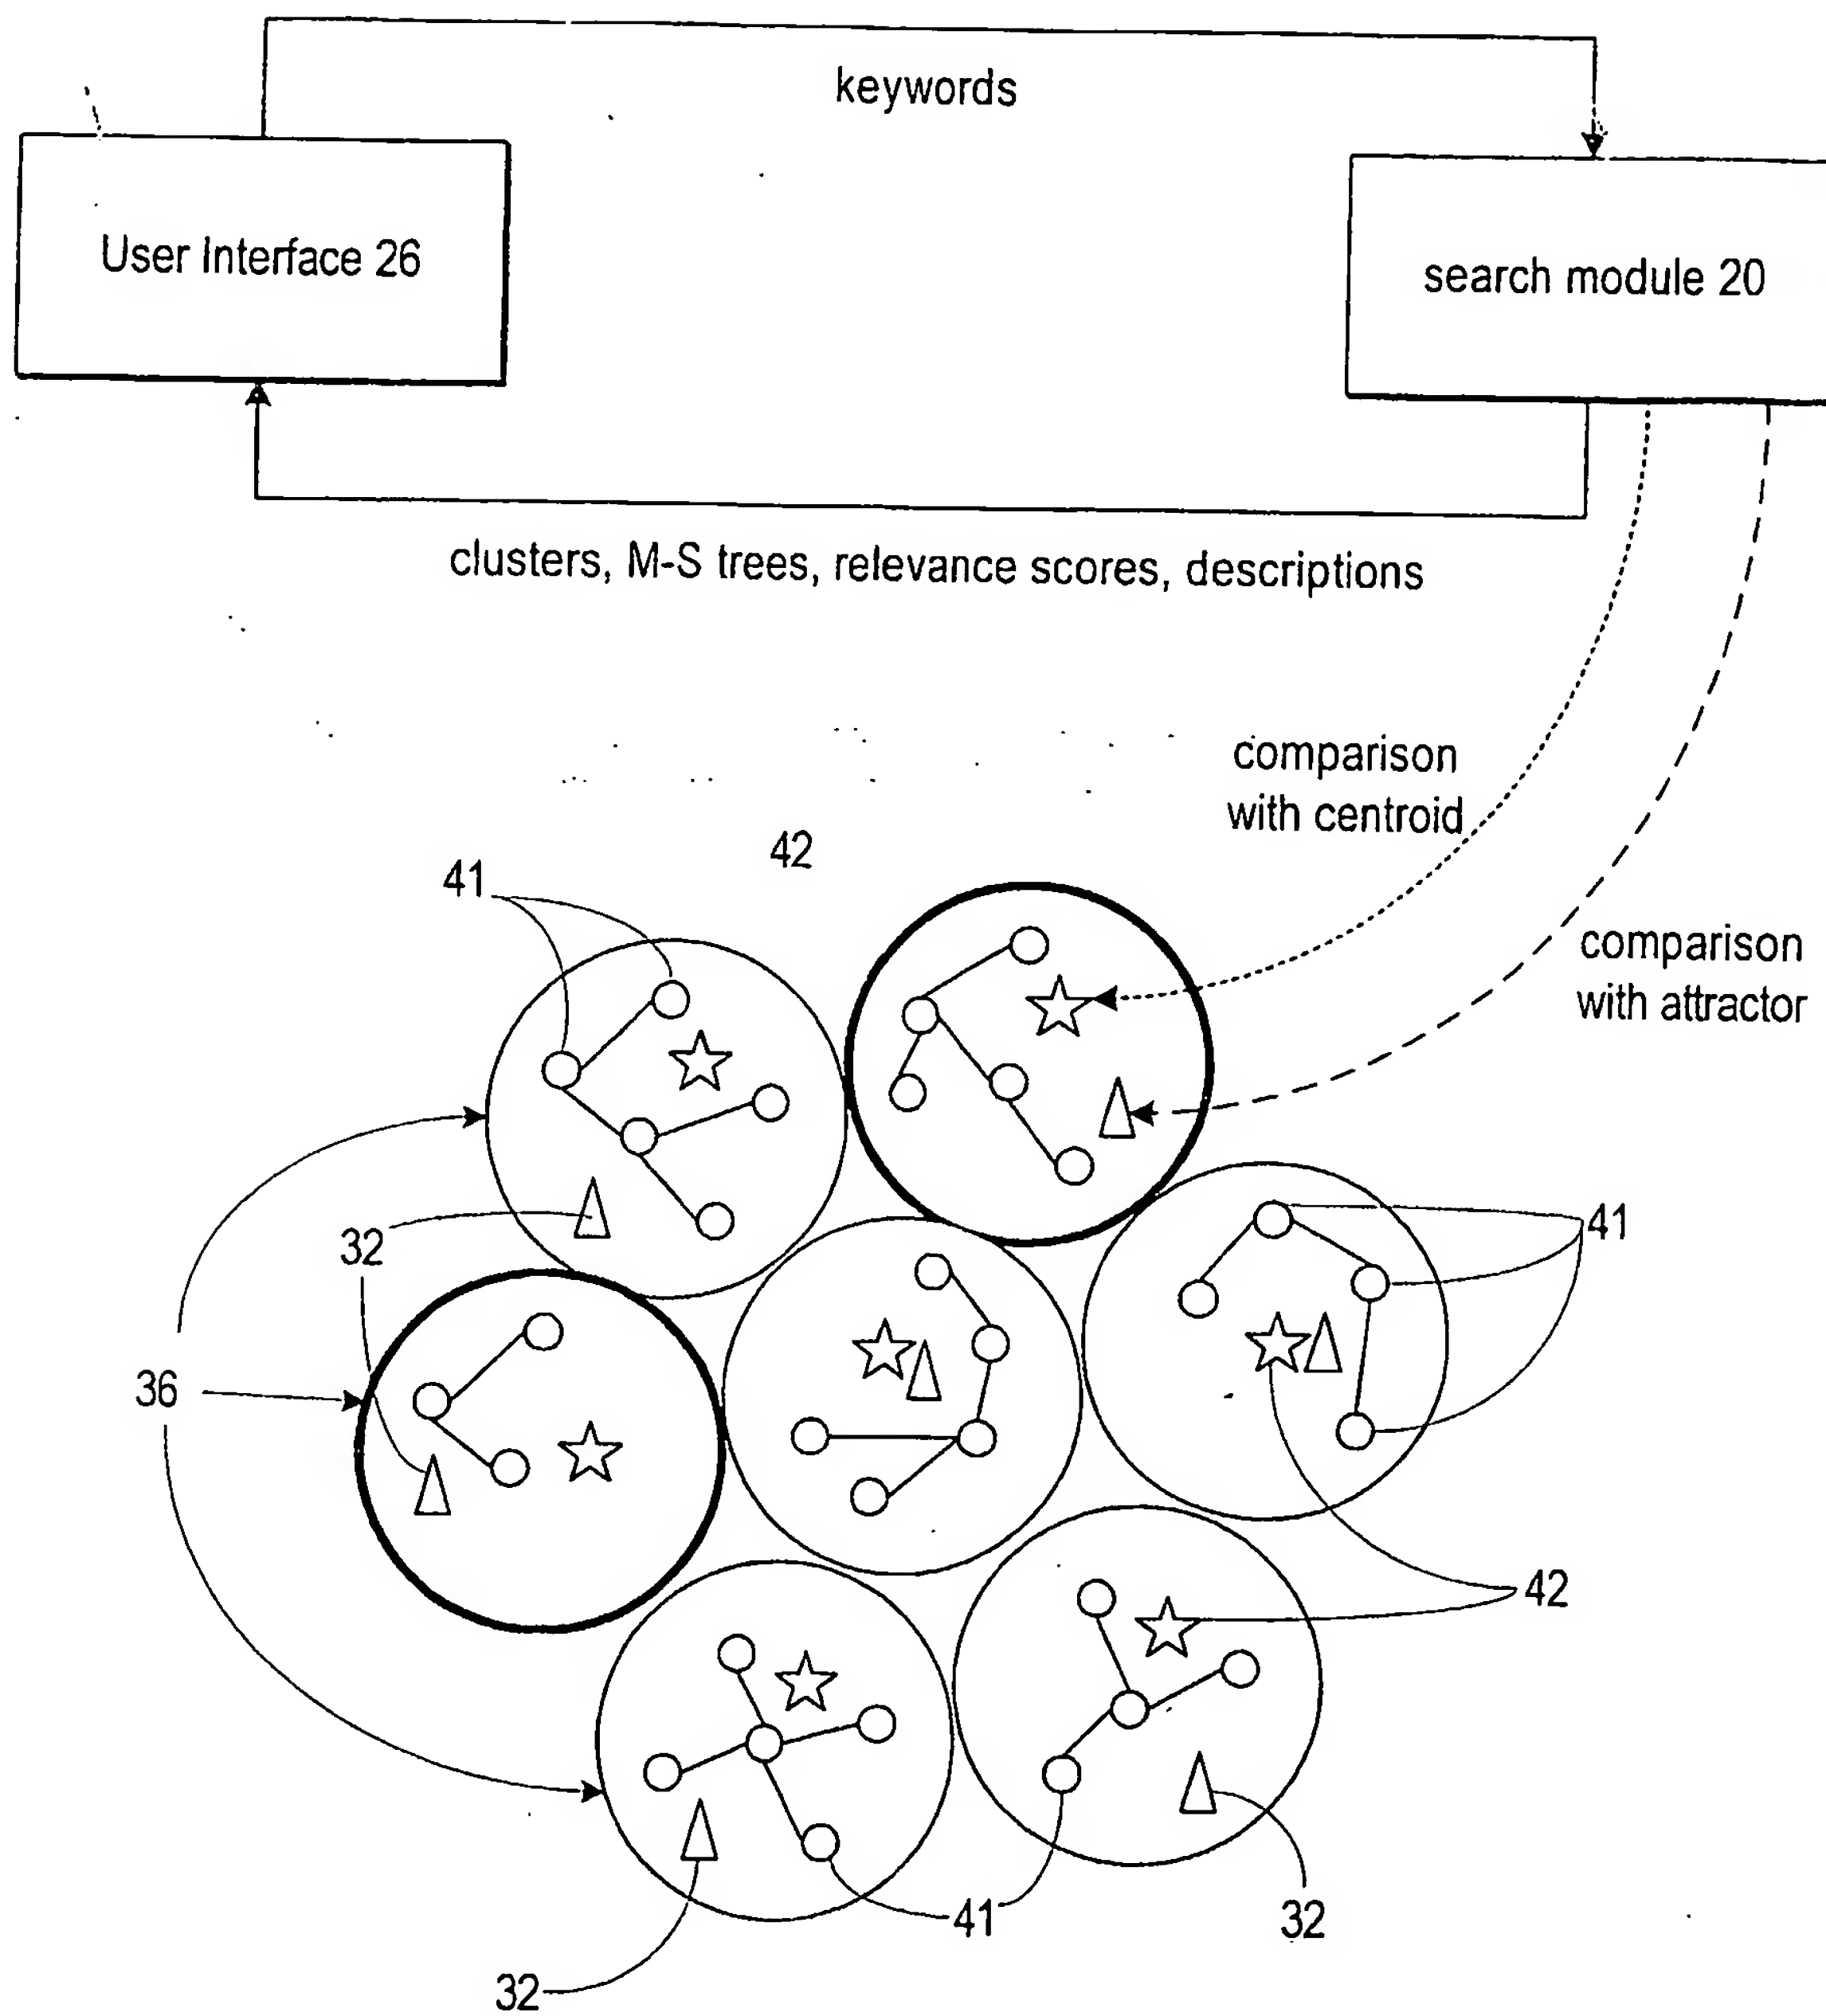 keywords
User Interface 26
search module 20
clusters, M-S trees, relevance scores, descriptions
comparison
with centroid
42
41
comparison
with attractor
41
32
36
42
41
32
32